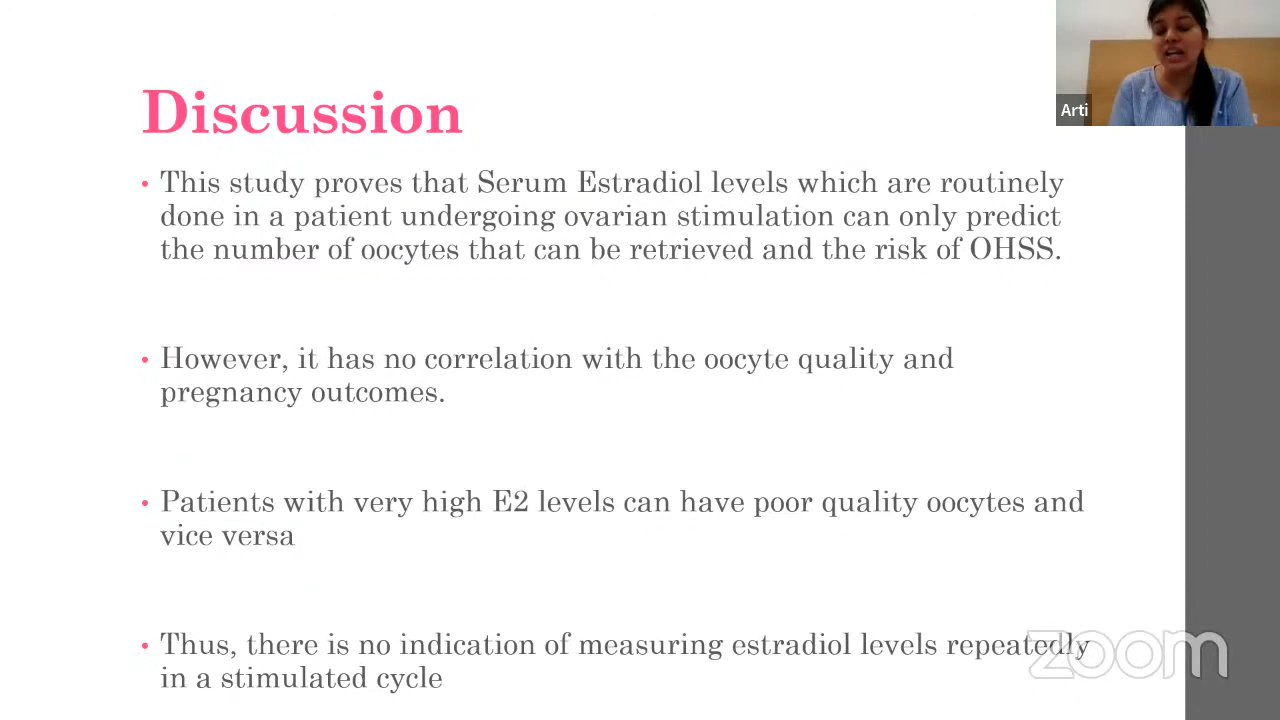 Discussion
Arti
• This study proves that Serum Estradiol levels which are routinely
done in a patient undergoing ovarian stimulation can only predict
the number of oocytes that can be retrieved and the risk of OHSS.
• However, it has no correlation with the oocyte quality and
pregnancy outcomes.
• Patients with very high E2 levels can have poor quality oocytes and
vice versa
• Thus, there is no indication of measuring estradiol levels repeatedly
in a stimulated cycle
zoom